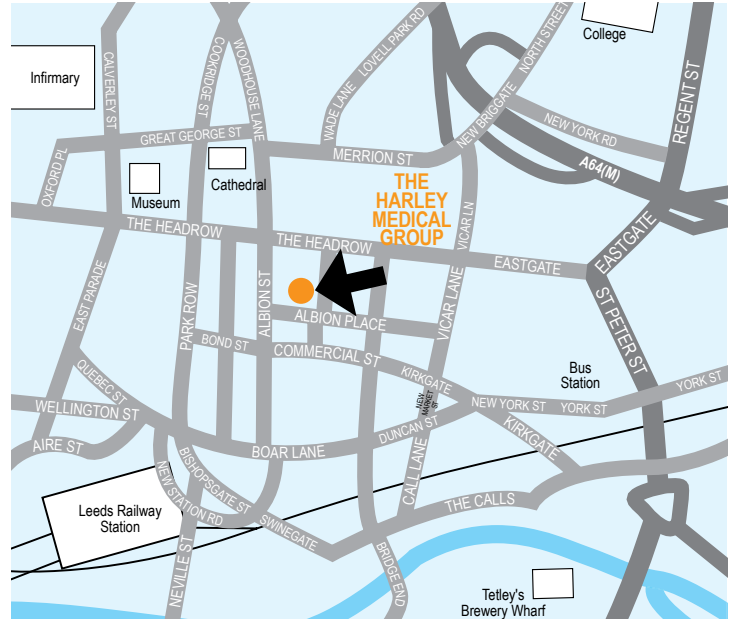 College
Infirmary
CALVERLEY ST
COOKRIDGE ST
WOODHOUSE LANE
WADE LANE
LOVELL PARK RD
NORTH STREET
NEW BRIGGATE
REGENT ST
NEW YORK RD
A64(M)
GREAT GEORGE ST
MERRION ST
OXFORD PL
Museum
Cathedral
THE
HARLEY
MEDICAL
GROUP
VICAR LN
THE HEADROW
THE HEADROW
EASTGATE
EASTGATE
EAST PARADE
PARK ROW
ALBION ST
ALBION PLACE
VICAR LANE
ST PETER ST
BOND ST
COMMERCIAL ST
KIRKGATE
Bus
Station
QUEBEC ST
NEW
MARKET
ST
NEW YORK ST
YORK ST
YORK ST
WELLINGTON ST
AIRE ST
BOAR LANE
DUNCAN ST
KIRKGATE
CALL LANE
THE CALLS
BISHOPSGATE ST
NEW STATION RD
SWINEGATE
Leeds Railway
Station
NEVILLE ST
BRIDGE END
Tetley's
Brewery Wharf